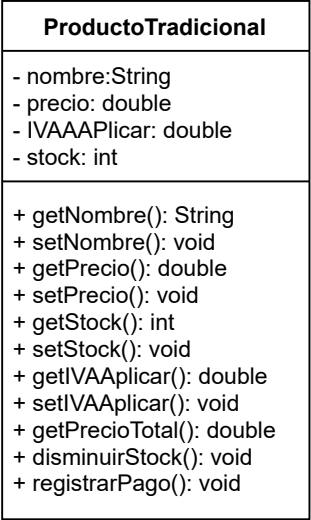 ProductoTradicional
- nombre:String
- precio: double
- IVAAAPlicar: double
- stock: int
+ getNombre(): String
+ setNombre(): void
+ getPrecio(): double
+ setPrecio(): void
+ getStock(): int
+ setStock(): void
+ getIVAAplicar(): double
+ setIVAAplicar(): void
+ getPrecioTotal(): double
+ disminuirStock(): void
+ registrarPago(): void